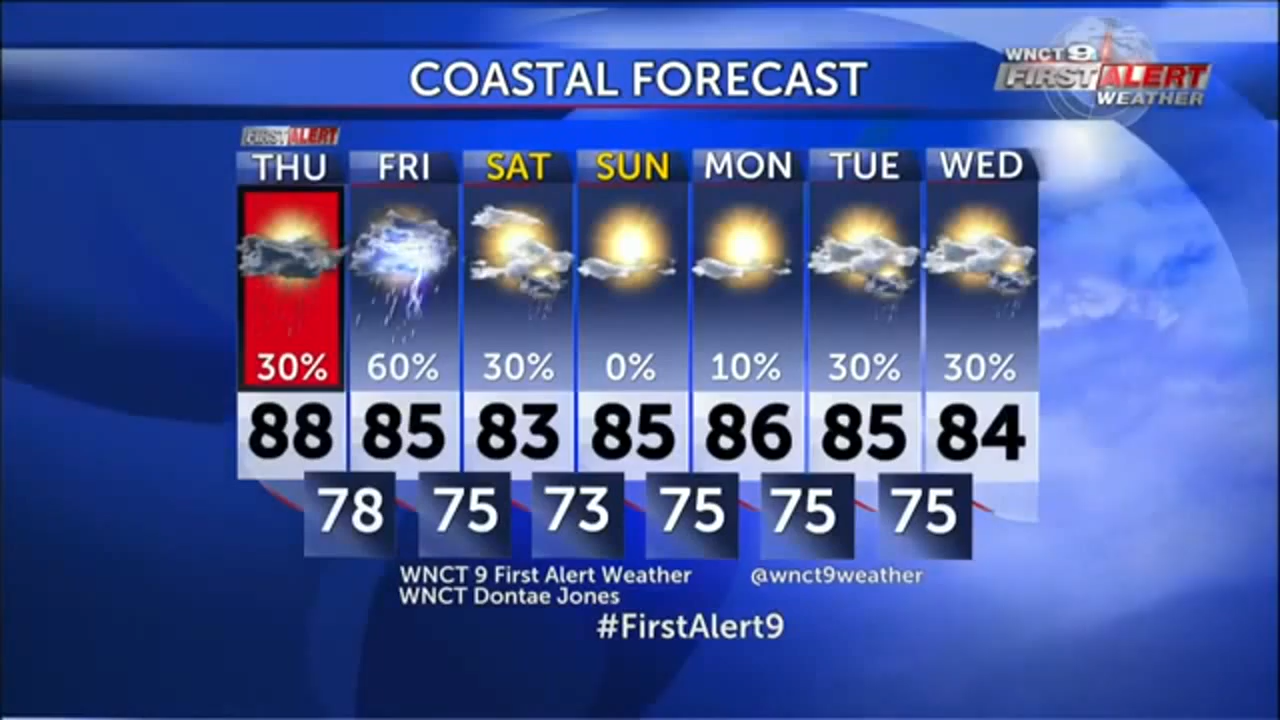 WNCT 9
FIRST ALERT
WEATHER
COASTAL FORECAST
FIRST ALERT
THU FRI SAT SUN MON TUE WED
30% 60% 30% 0% 10% 30% 30%
88 85 83 85 86 85 84
78 75 73 75 75 75
WNCT 9 First Alert Weather @wnct9weather
WNCT Dontae Jones
#FirstAlert9